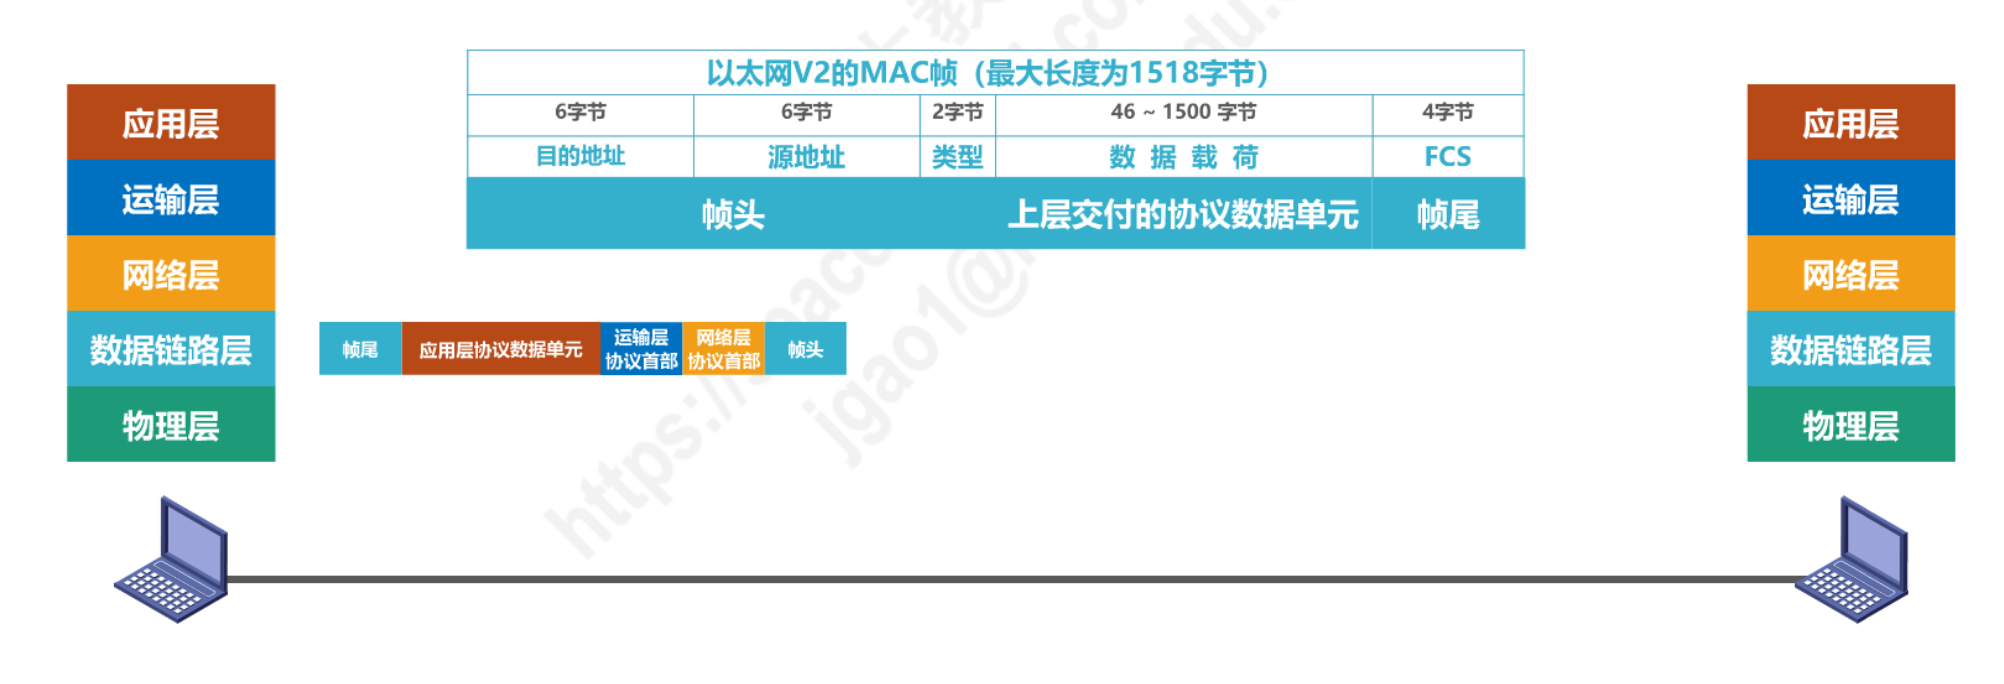 以太网V2的MAC帧（最大长度为1518字节）
6字节 6字节 2字节 46 ~ 1500 字节 4字节
目的地址 源地址 类型 数 据 载 荷 FCS
帧头 上层交付的协议数据单元 帧尾
应用层
运输层
网络层
数据链路层
物理层
帧尾 应用层协议数据单元 运输层 网络层 帧头
协议首部 协议首部
应用层
运输层
网络层
数据链路层
物理层